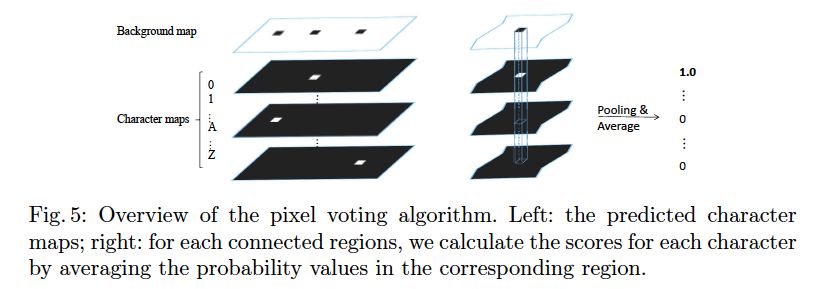 Background map
Character maps
0
1
⋮
A
⋮
Z
⋮
⋮
Pooling &
Average
1.0
⋮
0
⋮
0
Fig. 5: Overview of the pixel voting algorithm. Left: the predicted character
maps; right: for each connected regions, we calculate the scores for each character
by averaging the probability values in the corresponding region.